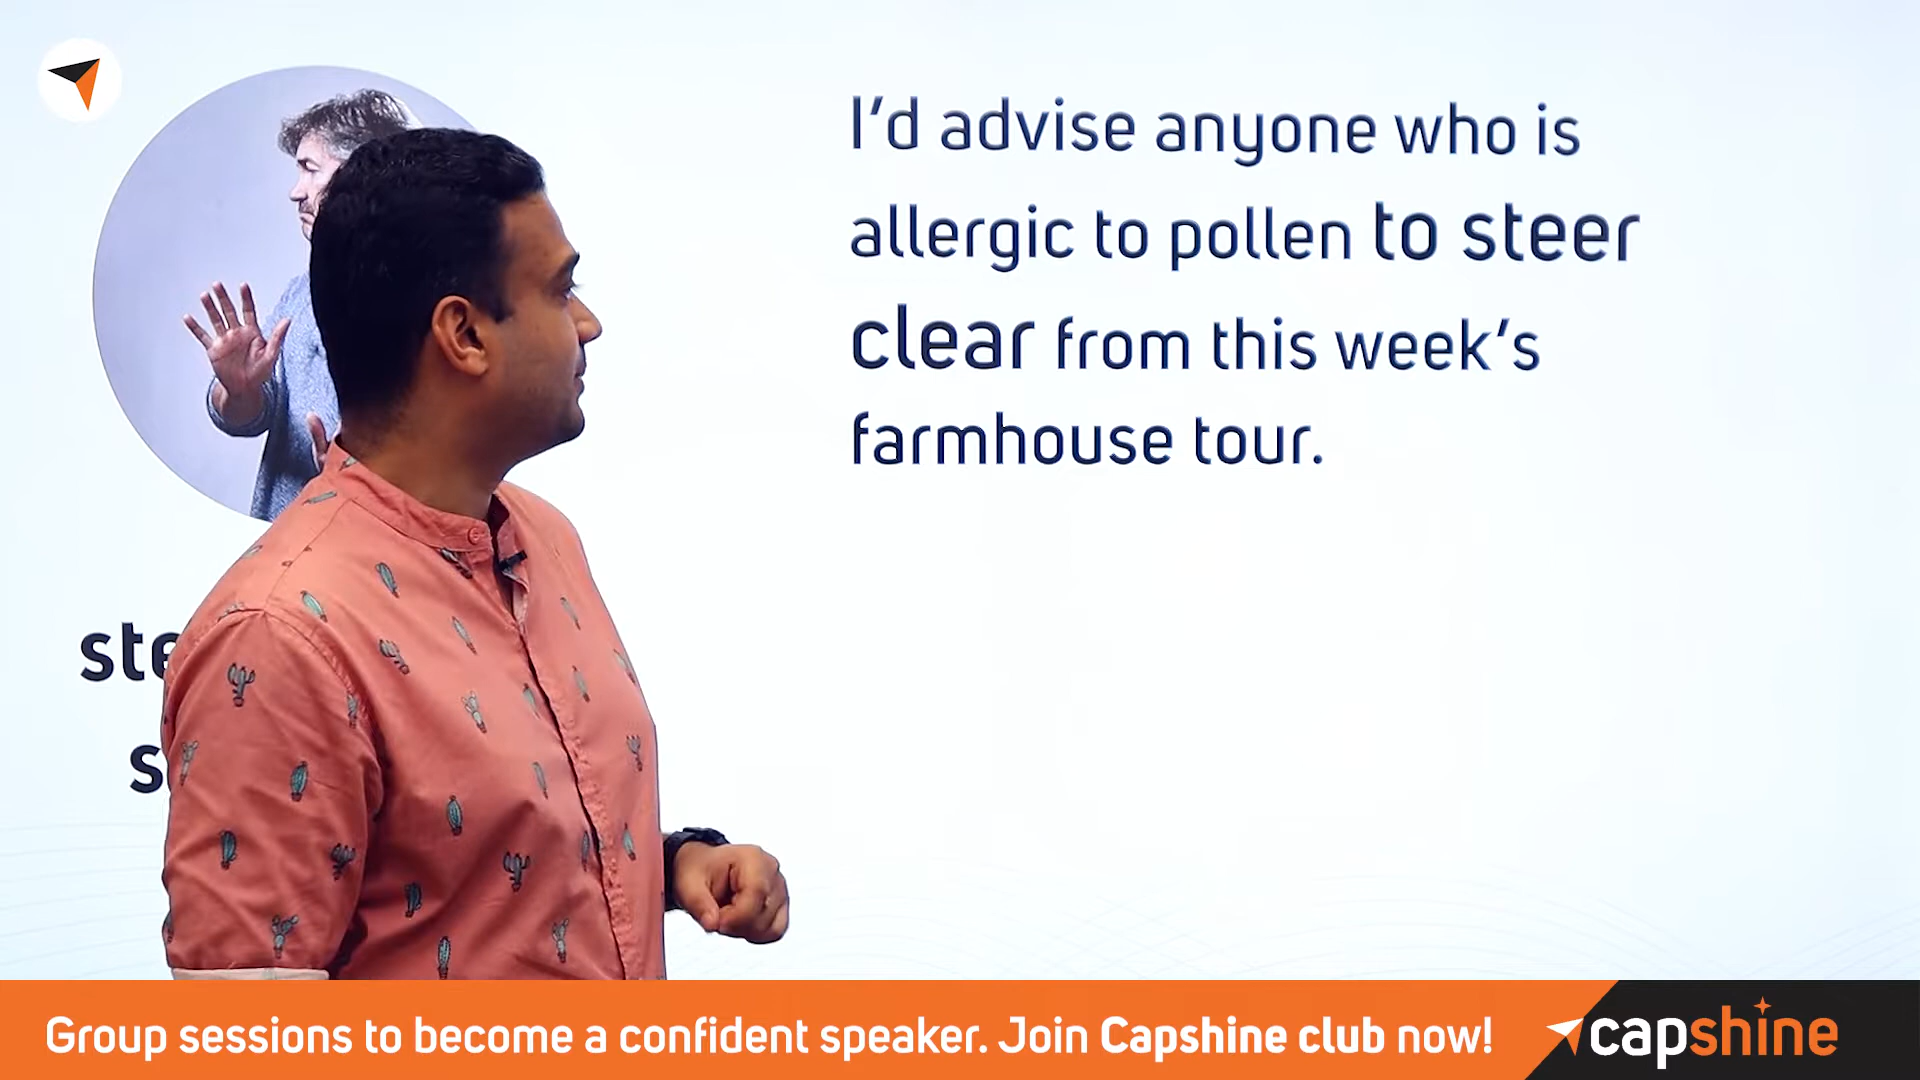 I'd advise anyone who is
allergic to pollen to steer
clear from this week's
farmhouse tour.
Group sessions to become a confident speaker. Join Capshine club now!
capshine